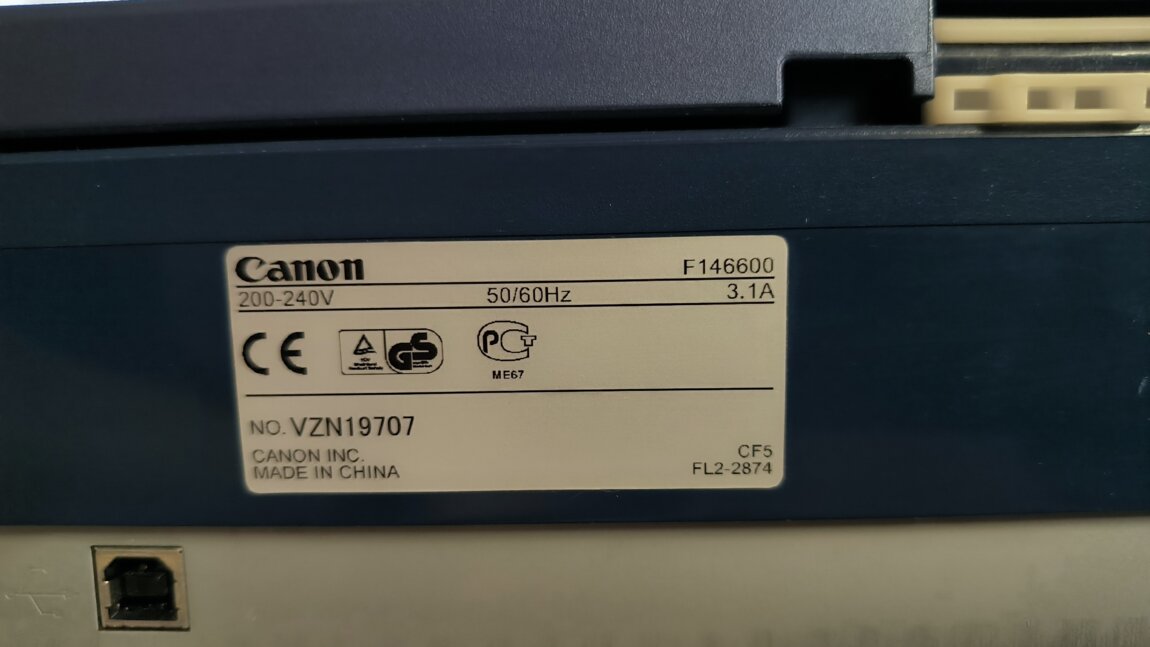 Canon F146600
200-240V 50/60Hz 3.1A
CE GS PCT
ME67
NO. VZN19707
CANON INC. CF5
MADE IN CHINA FL2-2874